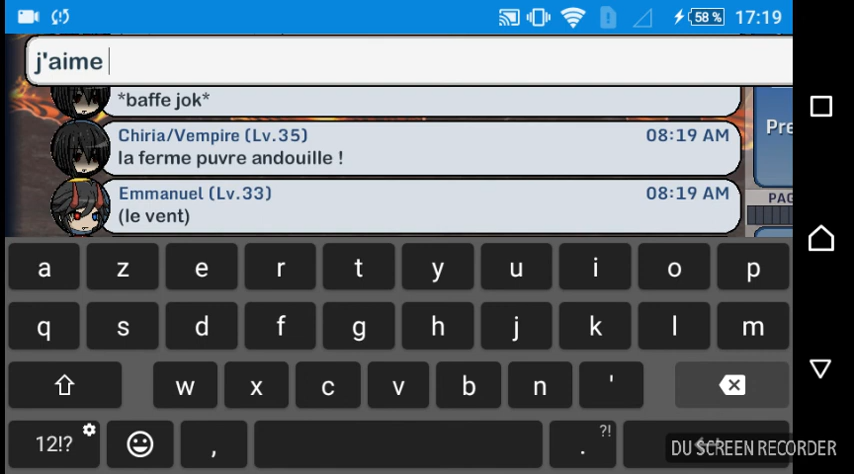 58 % 17:19
j'aime
*baffe jok*
Chiria/Vempire (Lv.35) 08:19 AM
la ferme puvre andouille !
Emmanuel (Lv.33) 08:19 AM
(le vent)
Pre
PAG
a z e r t y u i o p
q s d f g h j k l m
w x c v b n '
12!? , . ?!
DU SCREEN RECORDER